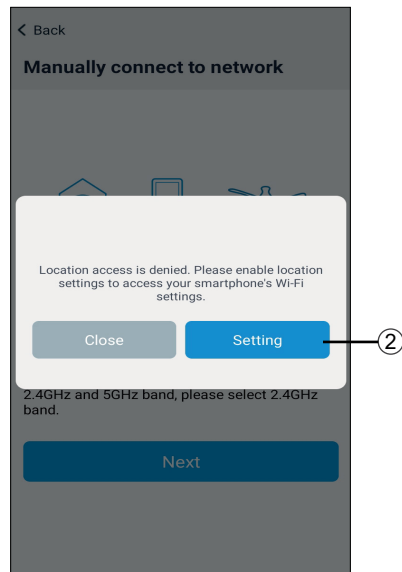 Back
Manually connect to network
Location access is denied. Please enable location
settings to access your smartphone's Wi-Fi
settings.
Close
Setting
2
2.4GHz and 5GHz band, please select 2.4GHz
band.
Next